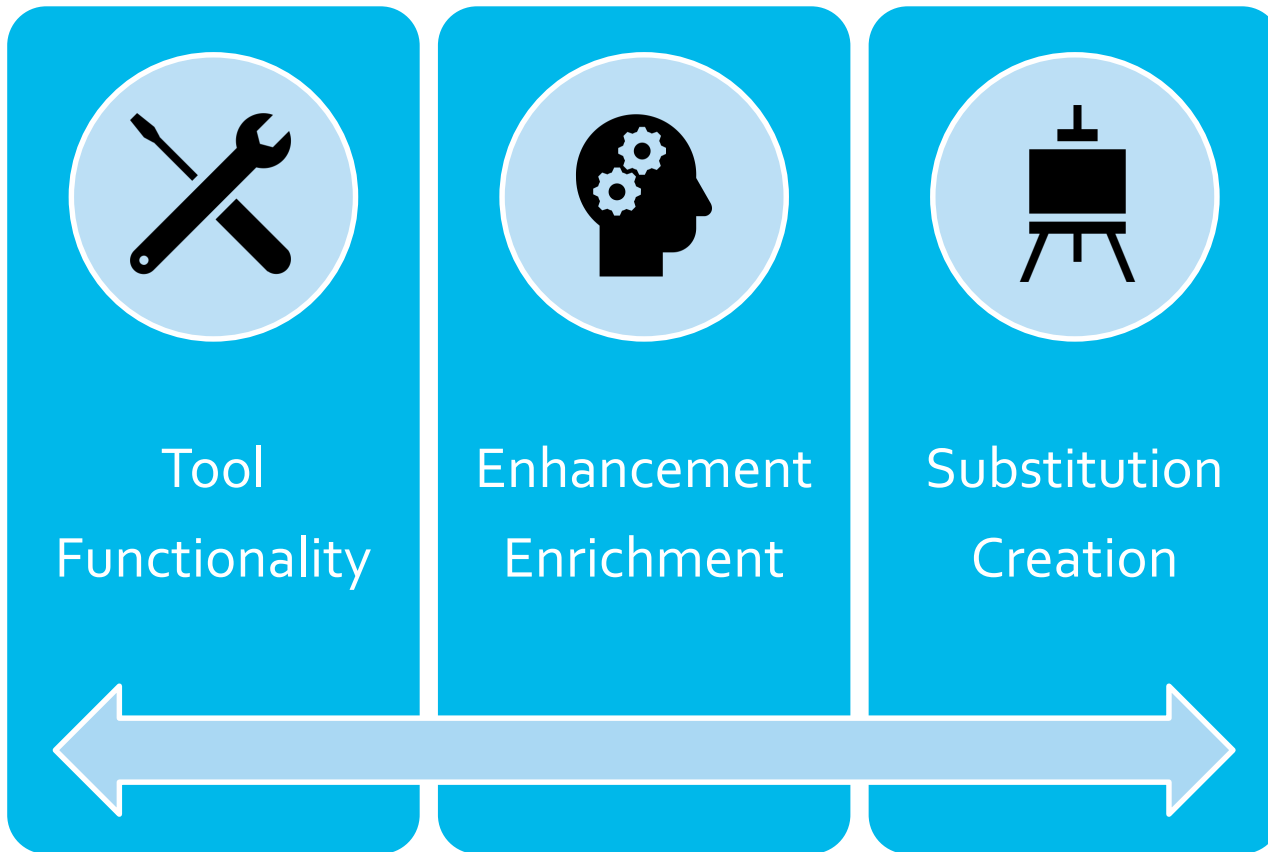 Tool
Functionality
Enhancement
Enrichment
Substitution
Creation